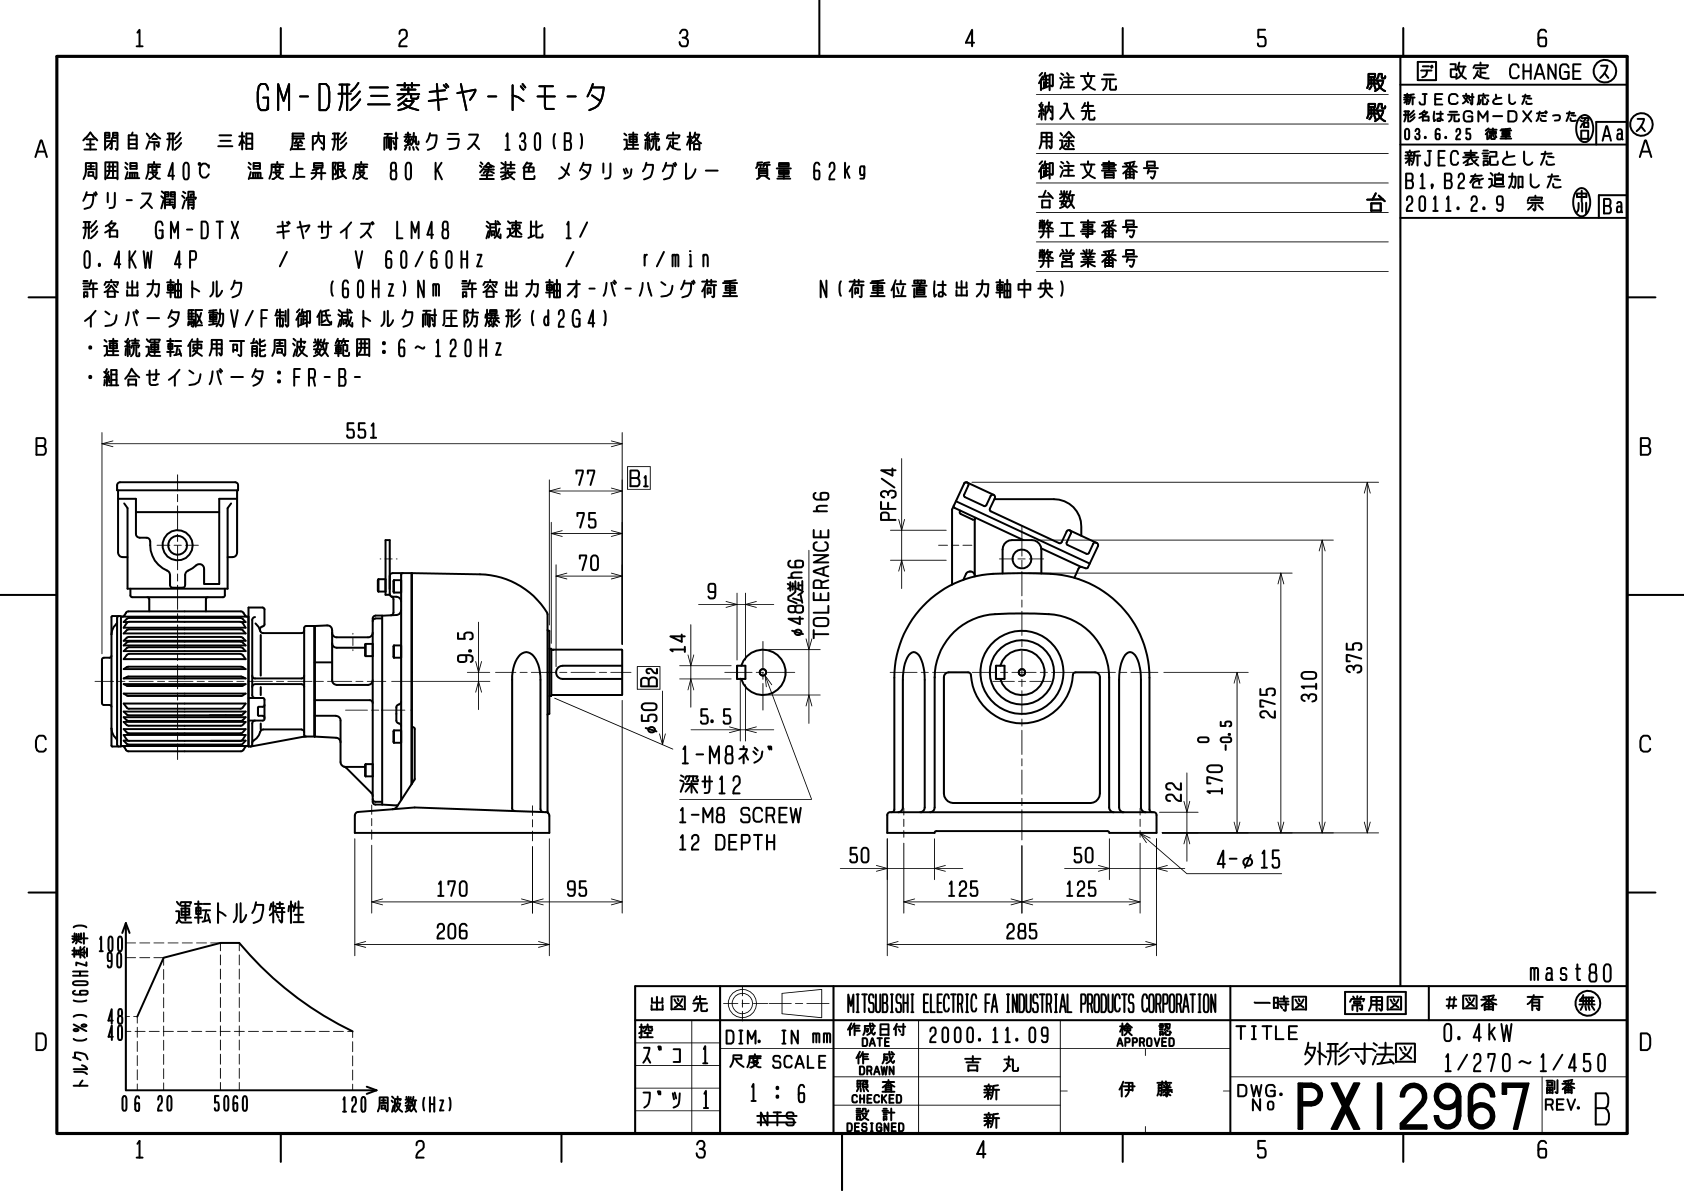 1 2 3 4 5 6
GM-D形三菱ギヤードモータ
全閉自冷形 三相 屋内形 耐熱クラス 130(B) 連続定格
周囲温度40℃ 温度上昇限度 80 K 塗装色 メタリックグレー 質量 62kg
グリース潤滑
形名 GM-DTX ギヤサイズ LM48 減速比 1/
0.4KW 4P / V 60/60Hz / r/min
許容出力軸トルク (60Hz)Nm 許容出力軸オーバーハング荷重 N(荷重位置は出力軸中央)
インバータ駆動V/F制御低減トルク耐圧防爆形(d2G4)
・連続運転使用可能周波数範囲:6~120Hz
・組合せインバータ:FR-B-
御注文元 殿
納入先 殿
用途
御注文書番号
台数 台
弊工事番号
弊営業番号
デ 改定 CHANGE ス
新JECか対応とした
形名は元GM-DXだった
03.6.25 徳重 Aa
ス
新JEC表記とした
B1,B2を追加した
2011.2.9 宗 Ba
A
B
C
D
A
B
C
D
551
77 B1
75
70
9.5
B2
φ50
9
14
5.5
φ48公差h6
TOLERANCE h6
1-M8ネジ
深サ12
1-M8 SCREW
12 DEPTH
170 95
206
PF3/4
22
170 0 -0.5
275
310
375
4-φ15
50 50
125 125
285
運転トルク特性
トルク(%)(60Hz基準)
100
90
48
40
0 6 20 50 60 120 周波数(Hz)
mast80
出図先
控
スﾞコ 1
フﾞツ 1
DIM. IN mm
尺度 SCALE
1 : 6
NTS
MITSUBISHI ELECTRIC FA INDUSTRIAL PRODUCTS CORPORATION
作成日付 DATE 2000.11.09
作成 DRAWN 吉丸
照査 CHECKED 新
設計 DESIGNED 新
検認 APPROVED
伊藤
一時図 常用図
#図番 有 無
TITLE
外形寸法図
0.4kW
1/270~1/450
DWG. No PX12967
副番 REV. B
1 2 3 4 5 6